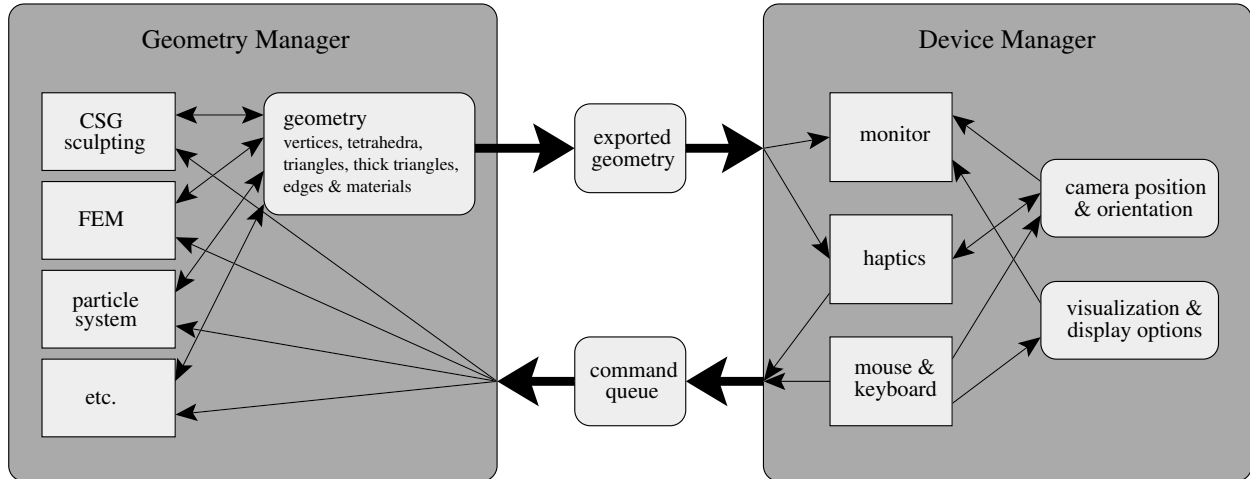 Geometry Manager
CSG
sculpting
FEM
particle
system
etc.
geometry
vertices, tetrahedra,
triangles, thick triangles,
edges & materials
exported
geometry
command
queue
Device Manager
monitor
haptics
mouse &
keyboard
camera position
& orientation
visualization &
display options